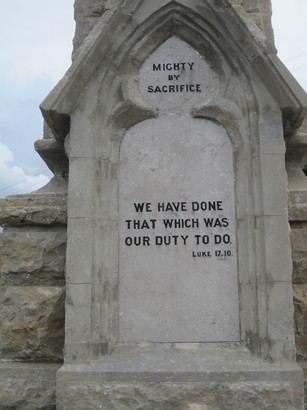 MIGHTY
BY
SACRIFICE
WE HAVE DONE
THAT WHICH WAS
OUR DUTY TO DO.
LUKE 17.10.